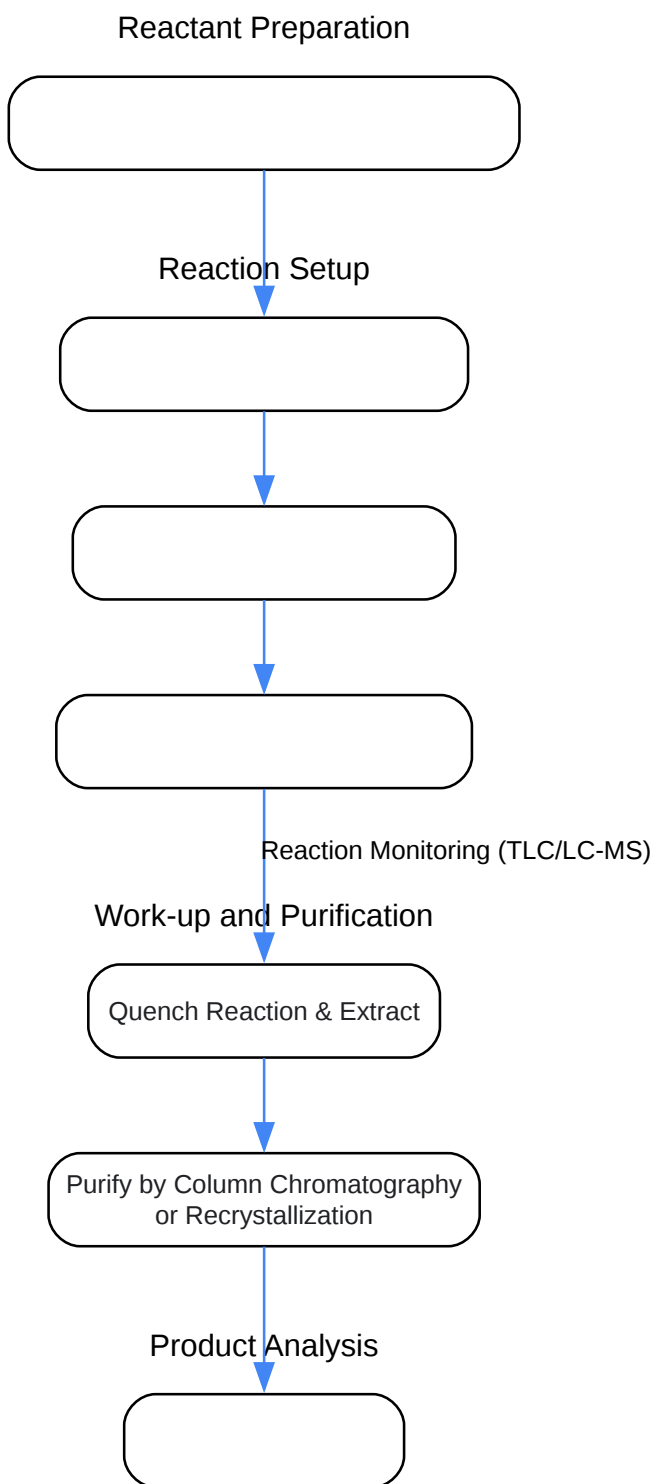 Reactant Preparation
Reaction Setup
Reaction Monitoring (TLC/LC-MS)
Work-up and Purification
Quench Reaction & Extract
Purify by Column Chromatography
or Recrystallization
Product Analysis